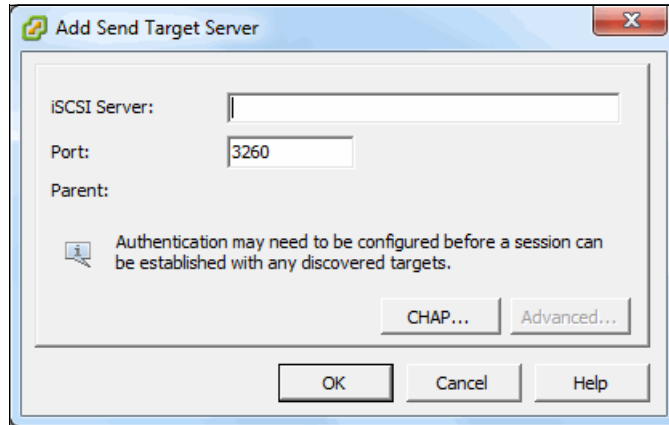 Add Send Target Server
X
iSCSI Server:
Port: 3260
Parent:
Authentication may need to be configured before a session can
be established with any discovered targets.
CHAP... Advanced...
OK Cancel Help